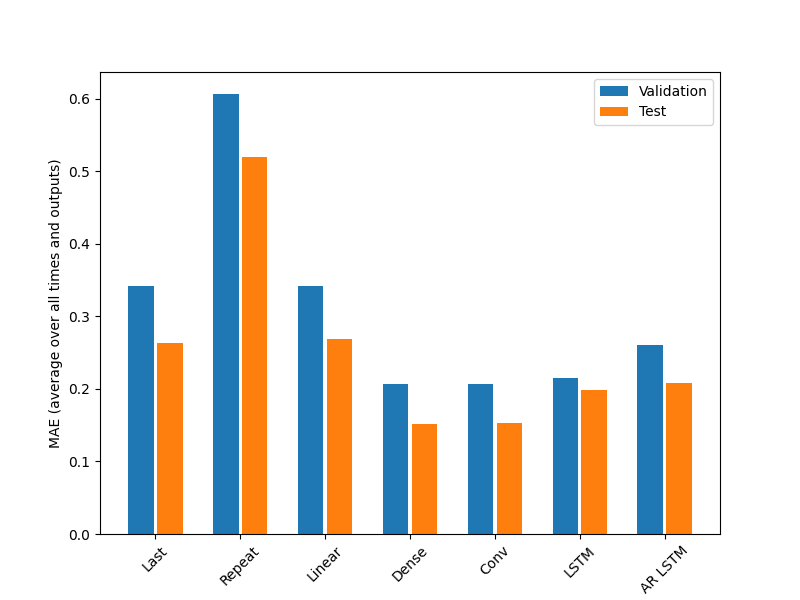 Validation
Test
MAE (average over all times and outputs)
0.6
0.5
0.4
0.3
0.2
0.1
0.0
Last
Repeat
Linear
Dense
Conv
LSTM
AR LSTM